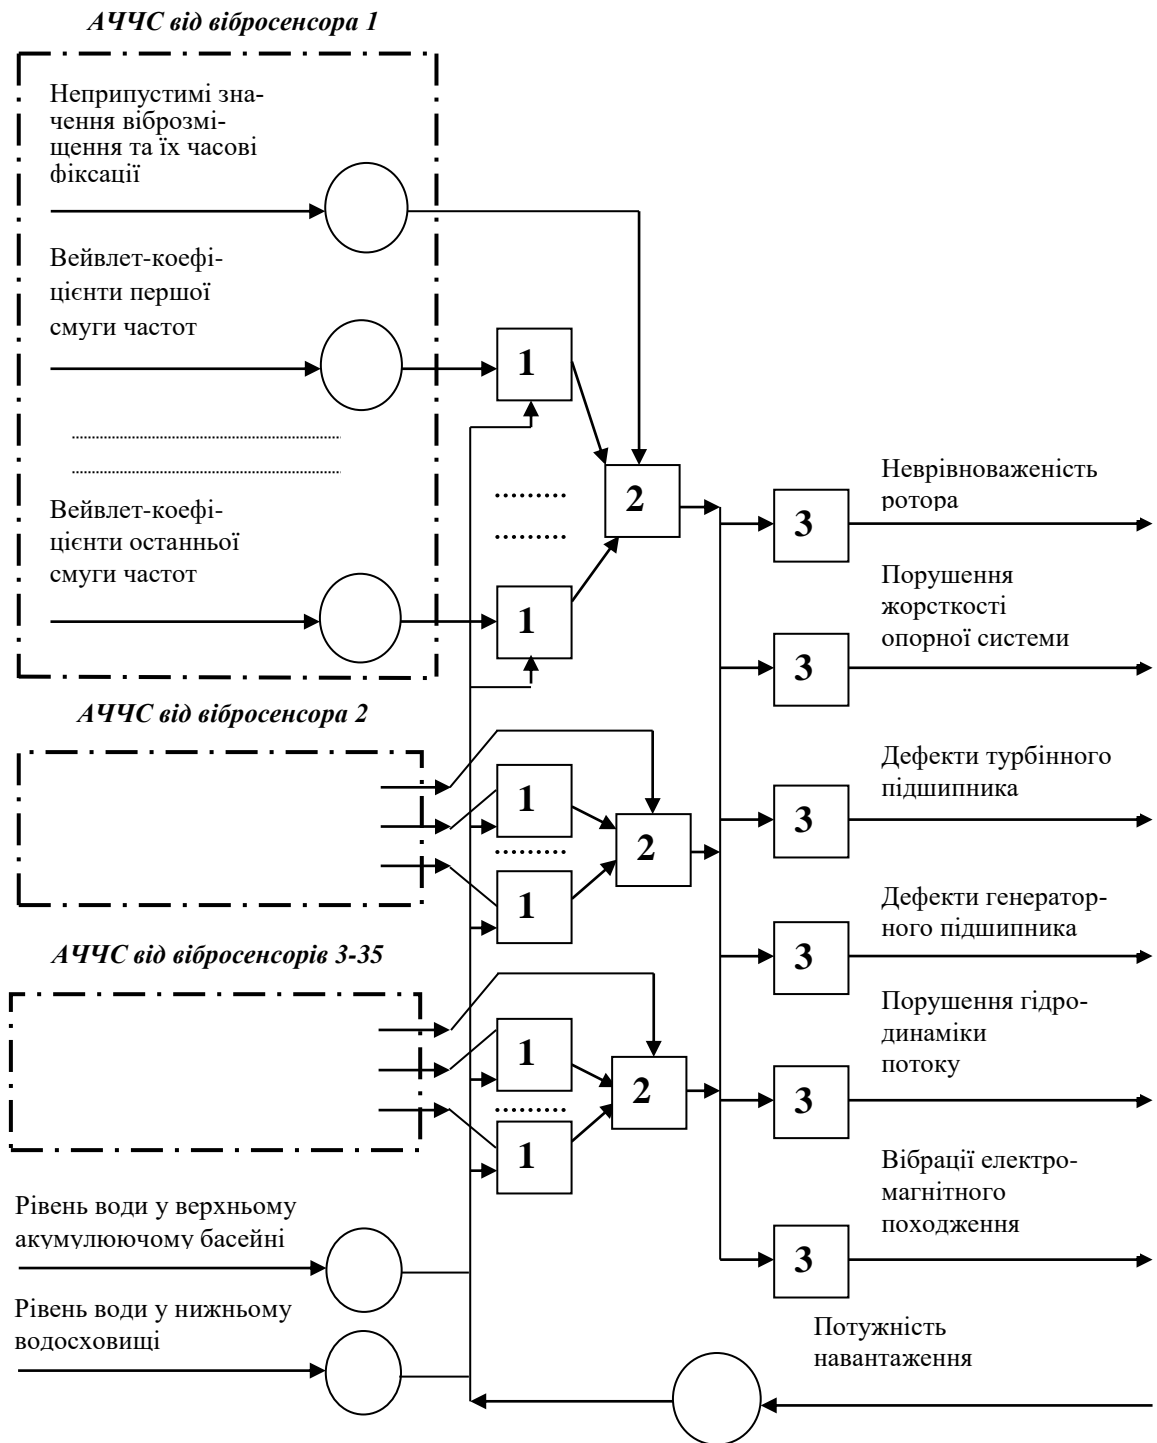 АЧЧС від вібросенсора 1
Неприпустимі зна-
чення віброзмі-
щення та їх часові
фіксації
Вейвлет-коефі-
цієнти першої
смуги частот
1
2
Вейвлет-коефі-
цієнти останньої
смуги частот
1
Неврівноваженість
ротора
3
Порушення
жорсткості
опорної системи
3
АЧЧС від вібросенсора 2
1
2
1
Дефекти турбінного
підшипника
3
Дефекти генератор-
ного підшипника
3
АЧЧС від вібросенсорів 3-35
1
2
1
Порушення гідро-
динаміки
потоку
3
Вібрації електро-
магнітного
походження
3
Рівень води у верхньому
акумулюючому басейні
Рівень води у нижньому
водосховищі
Потужність
навантаження